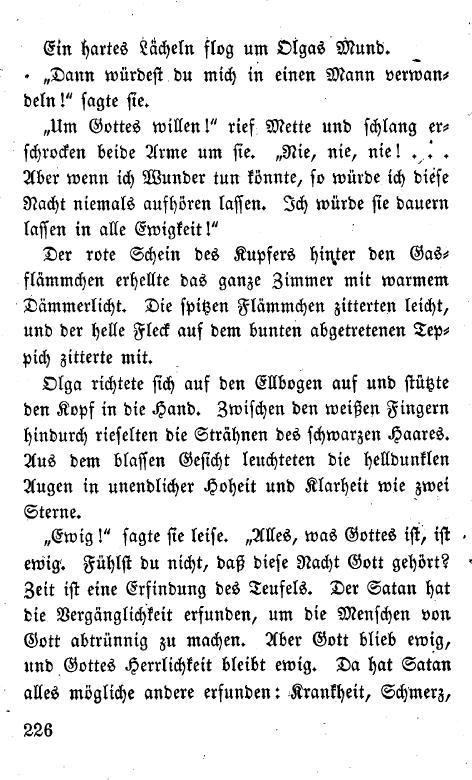 Ein hartes Lächeln flog um Olgas Mund.
„Dann würdest du mich in einen Mann verwan-
deln!“ sagte sie.
„Um Gottes willen!“ rief Mette und schlang er-
schrocken beide Arme um sie. „Nie, nie, nie! . . .
Aber wenn ich Wunder tun könnte, so würde ich diese
Nacht niemals aufhören lassen. Ich würde sie dauern
lassen in alle Ewigkeit!“
Der rote Schein des Kupfers hinter den Gas-
flämmchen erhellte das ganze Zimmer mit warmem
Dämmerlicht. Die spitzen Flämmchen zitterten leicht,
und der helle Fleck auf dem bunten abgetretenen Tep-
pich zitterte mit.
Olga richtete sich auf den Ellbogen auf und stützte
den Kopf in die Hand. Zwischen den weißen Fingern
hindurch rieselten die Strähnen des schwarzen Haares.
Aus dem blassen Gesicht leuchteten die helldunklen
Augen in unendlicher Hoheit und Klarheit wie zwei
Sterne.
„Ewig!“ sagte sie leise. „Alles, was Gottes ist, ist
ewig. Fühlst du nicht, daß diese Nacht Gott gehört?
Zeit ist eine Erfindung des Teufels. Der Satan hat
die Vergänglichkeit erfunden, um die Menschen von
Gott abtrünnig zu machen. Aber Gott blieb ewig,
und Gottes Herrlichkeit bleibt ewig. Da hat Satan
alles mögliche andere erfunden: Krankheit, Schmerz,
226